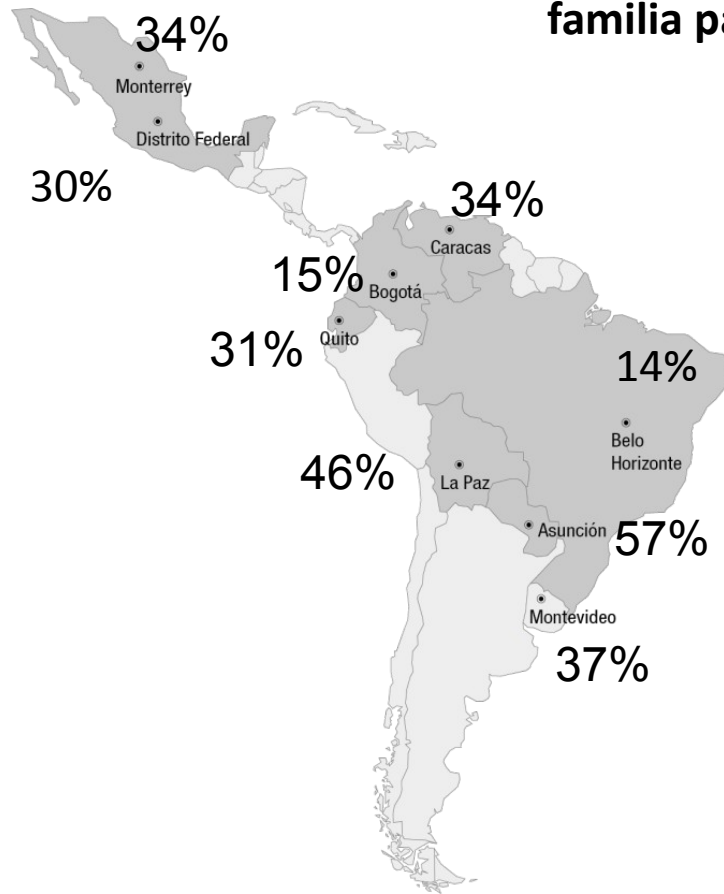 familia
34%
Monterrey
Distrito Federal
30%
34%
Caracas
15%
Bogotá
Quito
31%
14%
Belo
Horizonte
46%
La Paz
Asunción 57%
Montevideo
37%